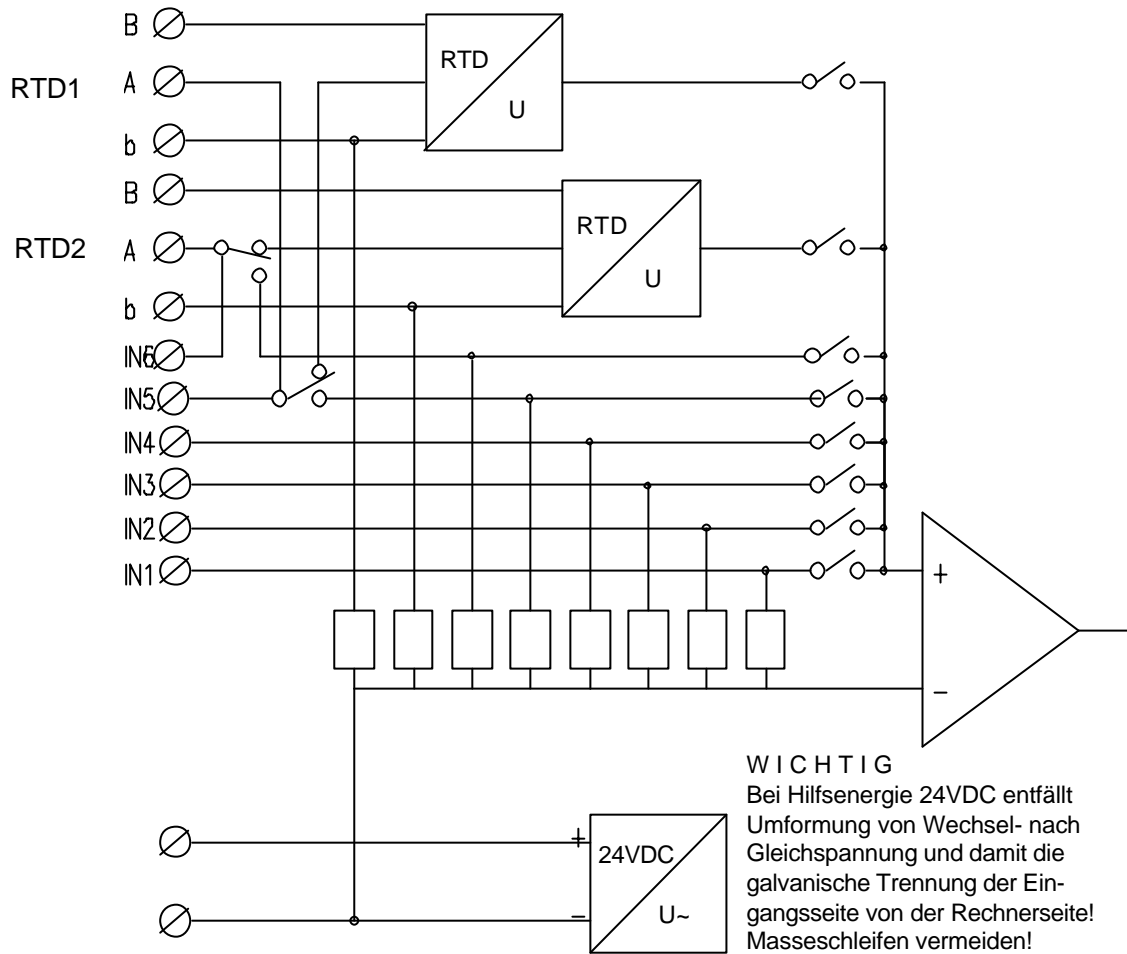 B
RTD1 A
b
RTD
U
B
RTD2 A
b
RTD
U
IN6
IN5
IN4
IN3
IN2
IN1
+
−
+
−
24VDC
U~
W I C H T I G
Bei Hilfsenergie 24VDC entfällt
Umformung von Wechsel- nach
Gleichspannung und damit die
galvanische Trennung der Ein-
gangsseite von der Rechnerseite!
Masseschleifen vermeiden!